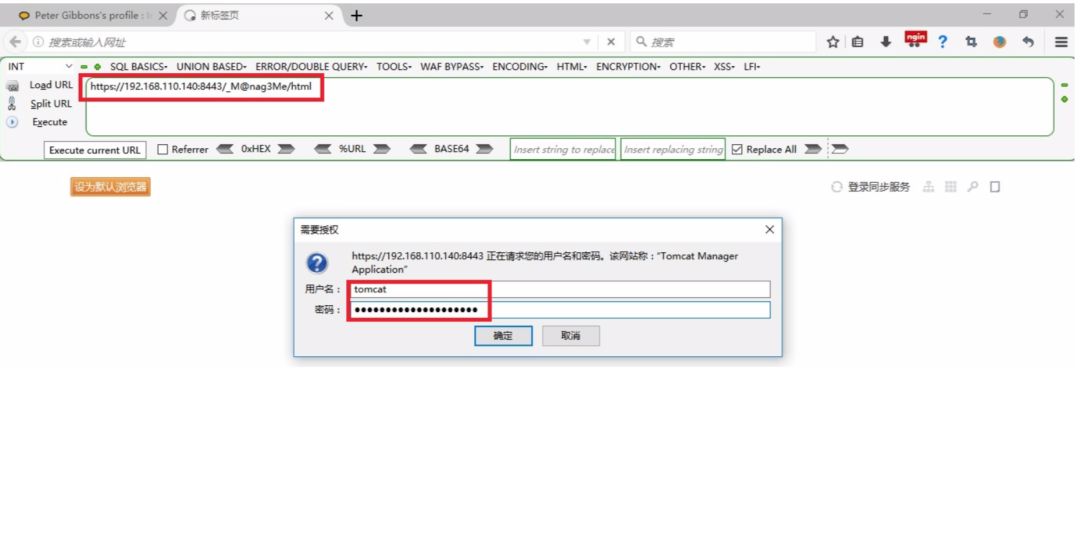 Peter Gibbons's profile : I
新标签页
搜索或输入网址
搜索
ngin
INT
SQL BASICS UNION BASED ERROR/DOUBLE QUERY TOOLS WAF BYPASS ENCODING HTML ENCRYPTION OTHER XSS LFI
Load URL
https://192.168.110.140:8443/_M@nag3Me/html
Split URL
Execute
Execute current URL Referrer 0xHEX %URL BASE64 Insert string to replace Insert replacing string Replace All
设为默认浏览器
登录同步服务
需要授权
https://192.168.110.140:8443 正在请求您的用户名和密码。该网站称："Tomcat Manager
Application"
用户名： tomcat
密码： ••••••••••••••••••••
确定 取消